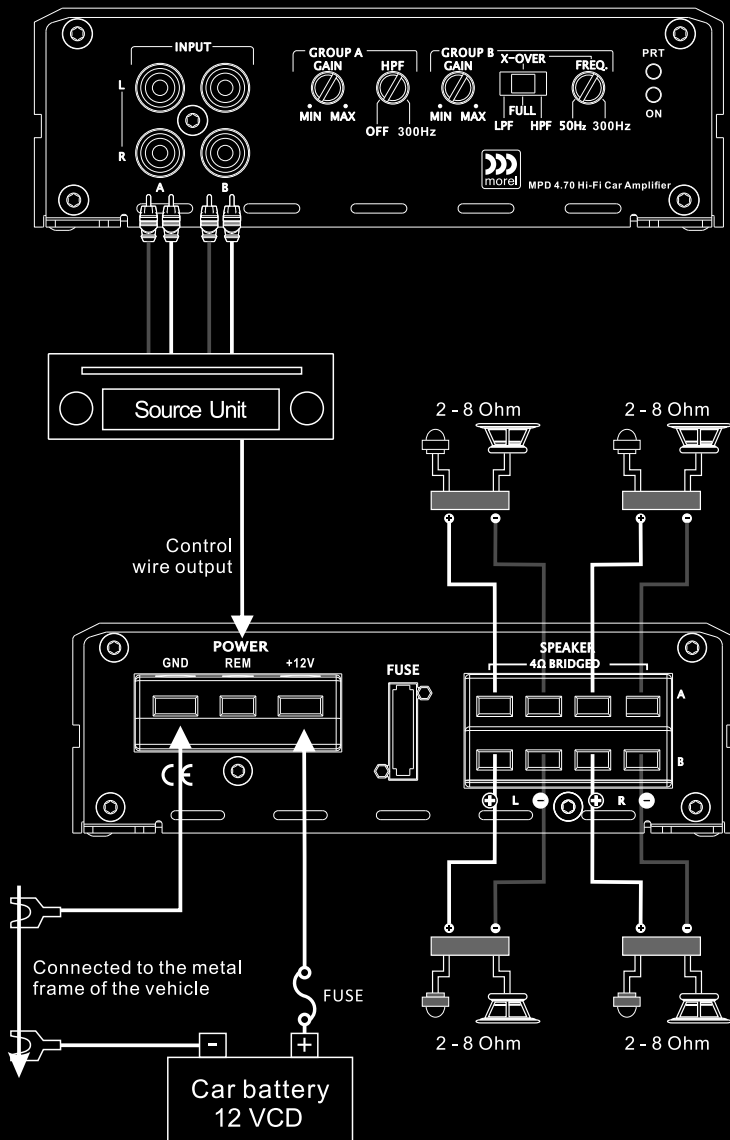 INPUT
L
R
A
B
GROUP A
GAIN
HPF
MIN MAX
OFF 300Hz
GROUP B
GAIN
X-OVER
FREQ.
MIN MAX
FULL
LPF HPF
50Hz 300Hz
PRT
ON
morel
MPD 4.70 Hi-Fi Car Amplifier
Source Unit
Control
wire output
2 - 8 Ohm
2 - 8 Ohm
+ - + -
POWER
GND REM +12V
CE
FUSE
SPEAKER
4Ω BRIDGED
A
B
+ L - + R -
+ - + -
2 - 8 Ohm
2 - 8 Ohm
Connected to the metal
frame of the vehicle
FUSE
- +
Car battery
12 VCD